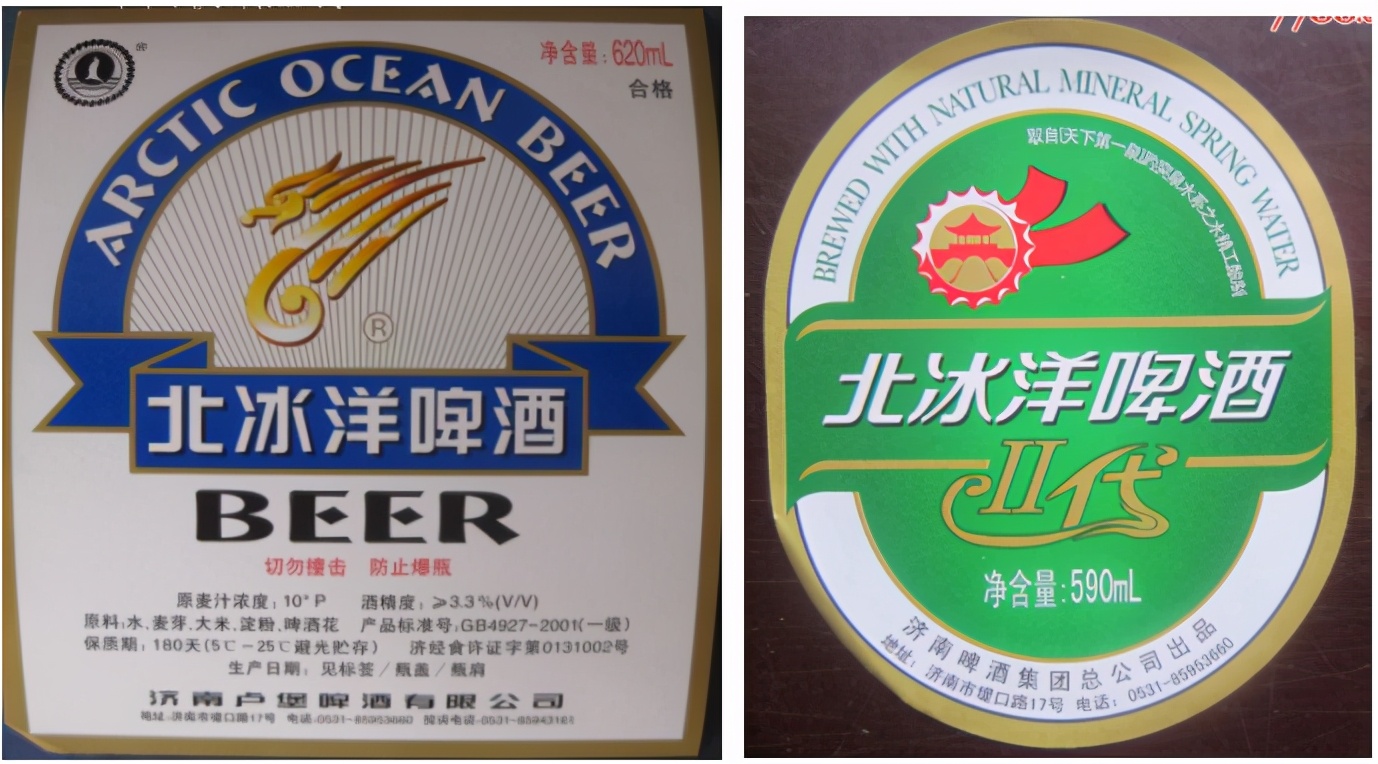 净含量：620mL
合格
ARCTIC OCEAN BEER
®
北冰洋啤酒
BEER
切勿撞击 防止爆瓶
原麦汁浓度：10°P 酒精度：≥3.3%(V/V)
原料:水、麦芽、大米、淀粉、啤酒花 产品标准号:GB4927-2001(一级)
保质期：180天(5℃-25℃避光贮存) 济经食许证字第0131002号
生产日期：见标签/瓶盖/瓶肩
济南卢堡啤酒有限公司
BREWED WITH NATURAL MINERAL SPRING WATER
北冰洋啤酒
II代
净含量:590mL
济南啤酒集团总公司出品
地址：济南市堤口路17号 电话：0531-85953660